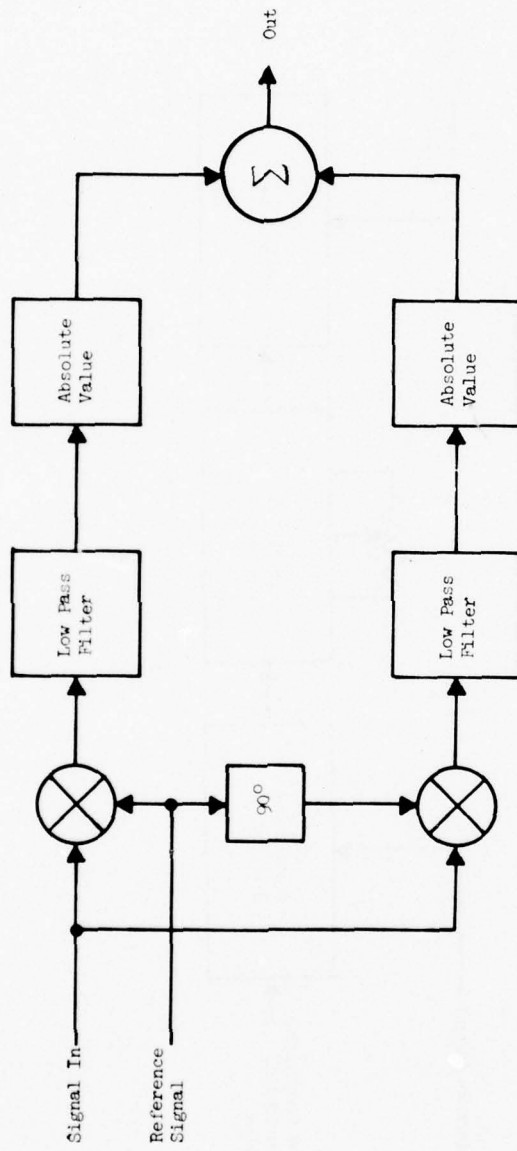 Signal In
Reference
Signal
90°
Low Pass
Filter
Absolute
Value
Low Pass
Filter
Absolute
Value
Σ
Out